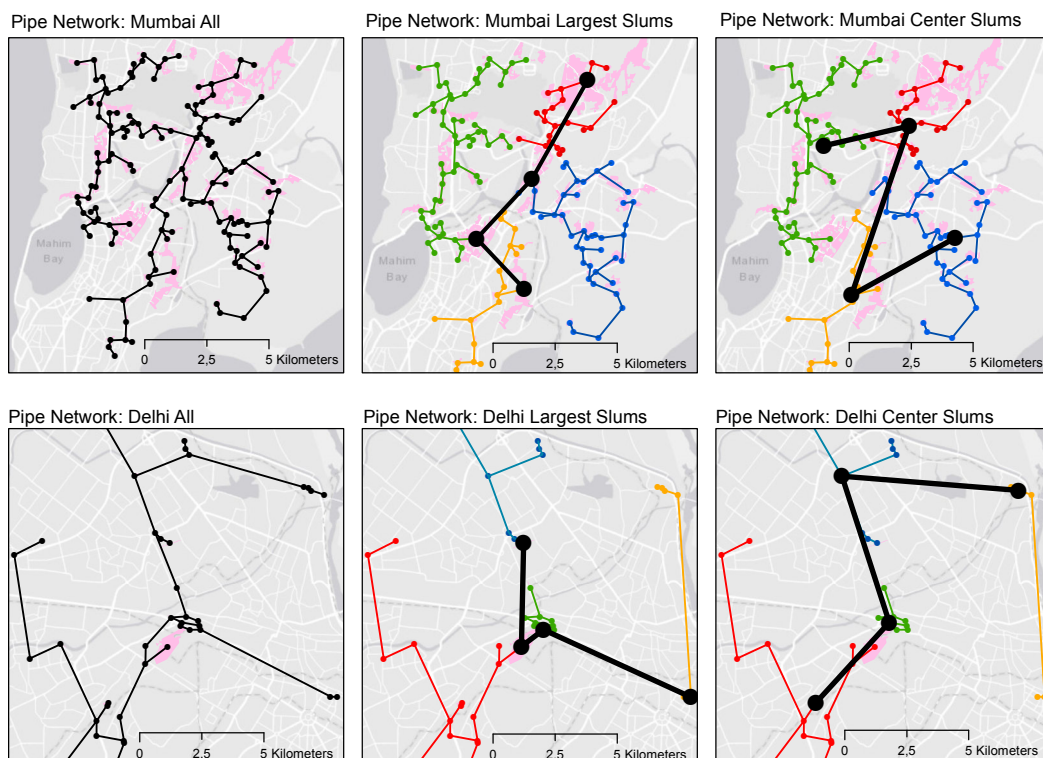 Pipe Network: Mumbai All
Pipe Network: Mumbai Largest Slums
Pipe Network: Mumbai Center Slums
Mahim
Bay
0 2,5 5 Kilometers
Mahim
Bay
0 2,5 5 Kilometers
Mahim
Bay
0 2,5 5 Kilometers
Pipe Network: Delhi All
Pipe Network: Delhi Largest Slums
Pipe Network: Delhi Center Slums
0 2,5 5 Kilometers
0 2,5 5 Kilometers
0 2,5 5 Kilometers